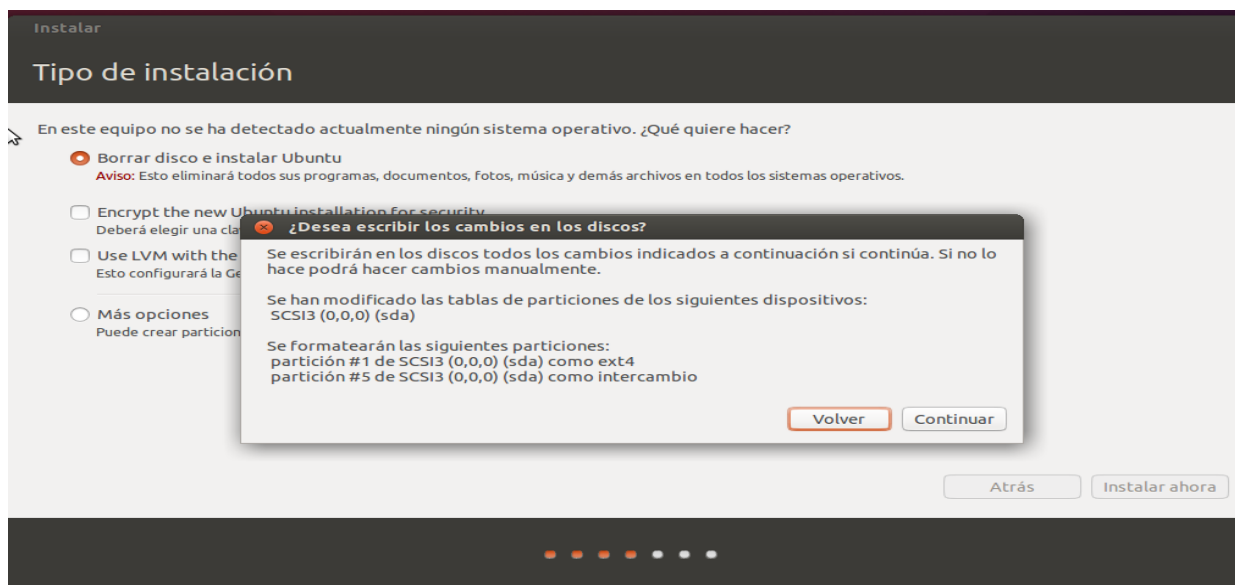 Instalar
Tipo de instalación
En este equipo no se ha detectado actualmente ningún sistema operativo. ¿Qué quiere hacer?
Borrar disco e instalar Ubuntu
Aviso: Esto eliminará todos sus programas, documentos, fotos, música y demás archivos en todos los sistemas operativos.
Encrypt the new Ubuntu installation for security
Deberá elegir una
Use LVM with the
Esto configurará la
Más opciones
Puede crear
¿Desea escribir los cambios en los discos?
Se escribirán en los discos todos los cambios indicados a continuación si continúa. Si no lo
hace podrá hacer cambios manualmente.
Se han modificado las tablas de particiones de los siguientes dispositivos:
SCSI3 (0,0,0) (sda)
Se formatearán las siguientes particiones:
partición #1 de SCSI3 (0,0,0) (sda) como ext4
partición #5 de SCSI3 (0,0,0) (sda) como intercambio
Volver
Continuar
Atrás
Instalar ahora